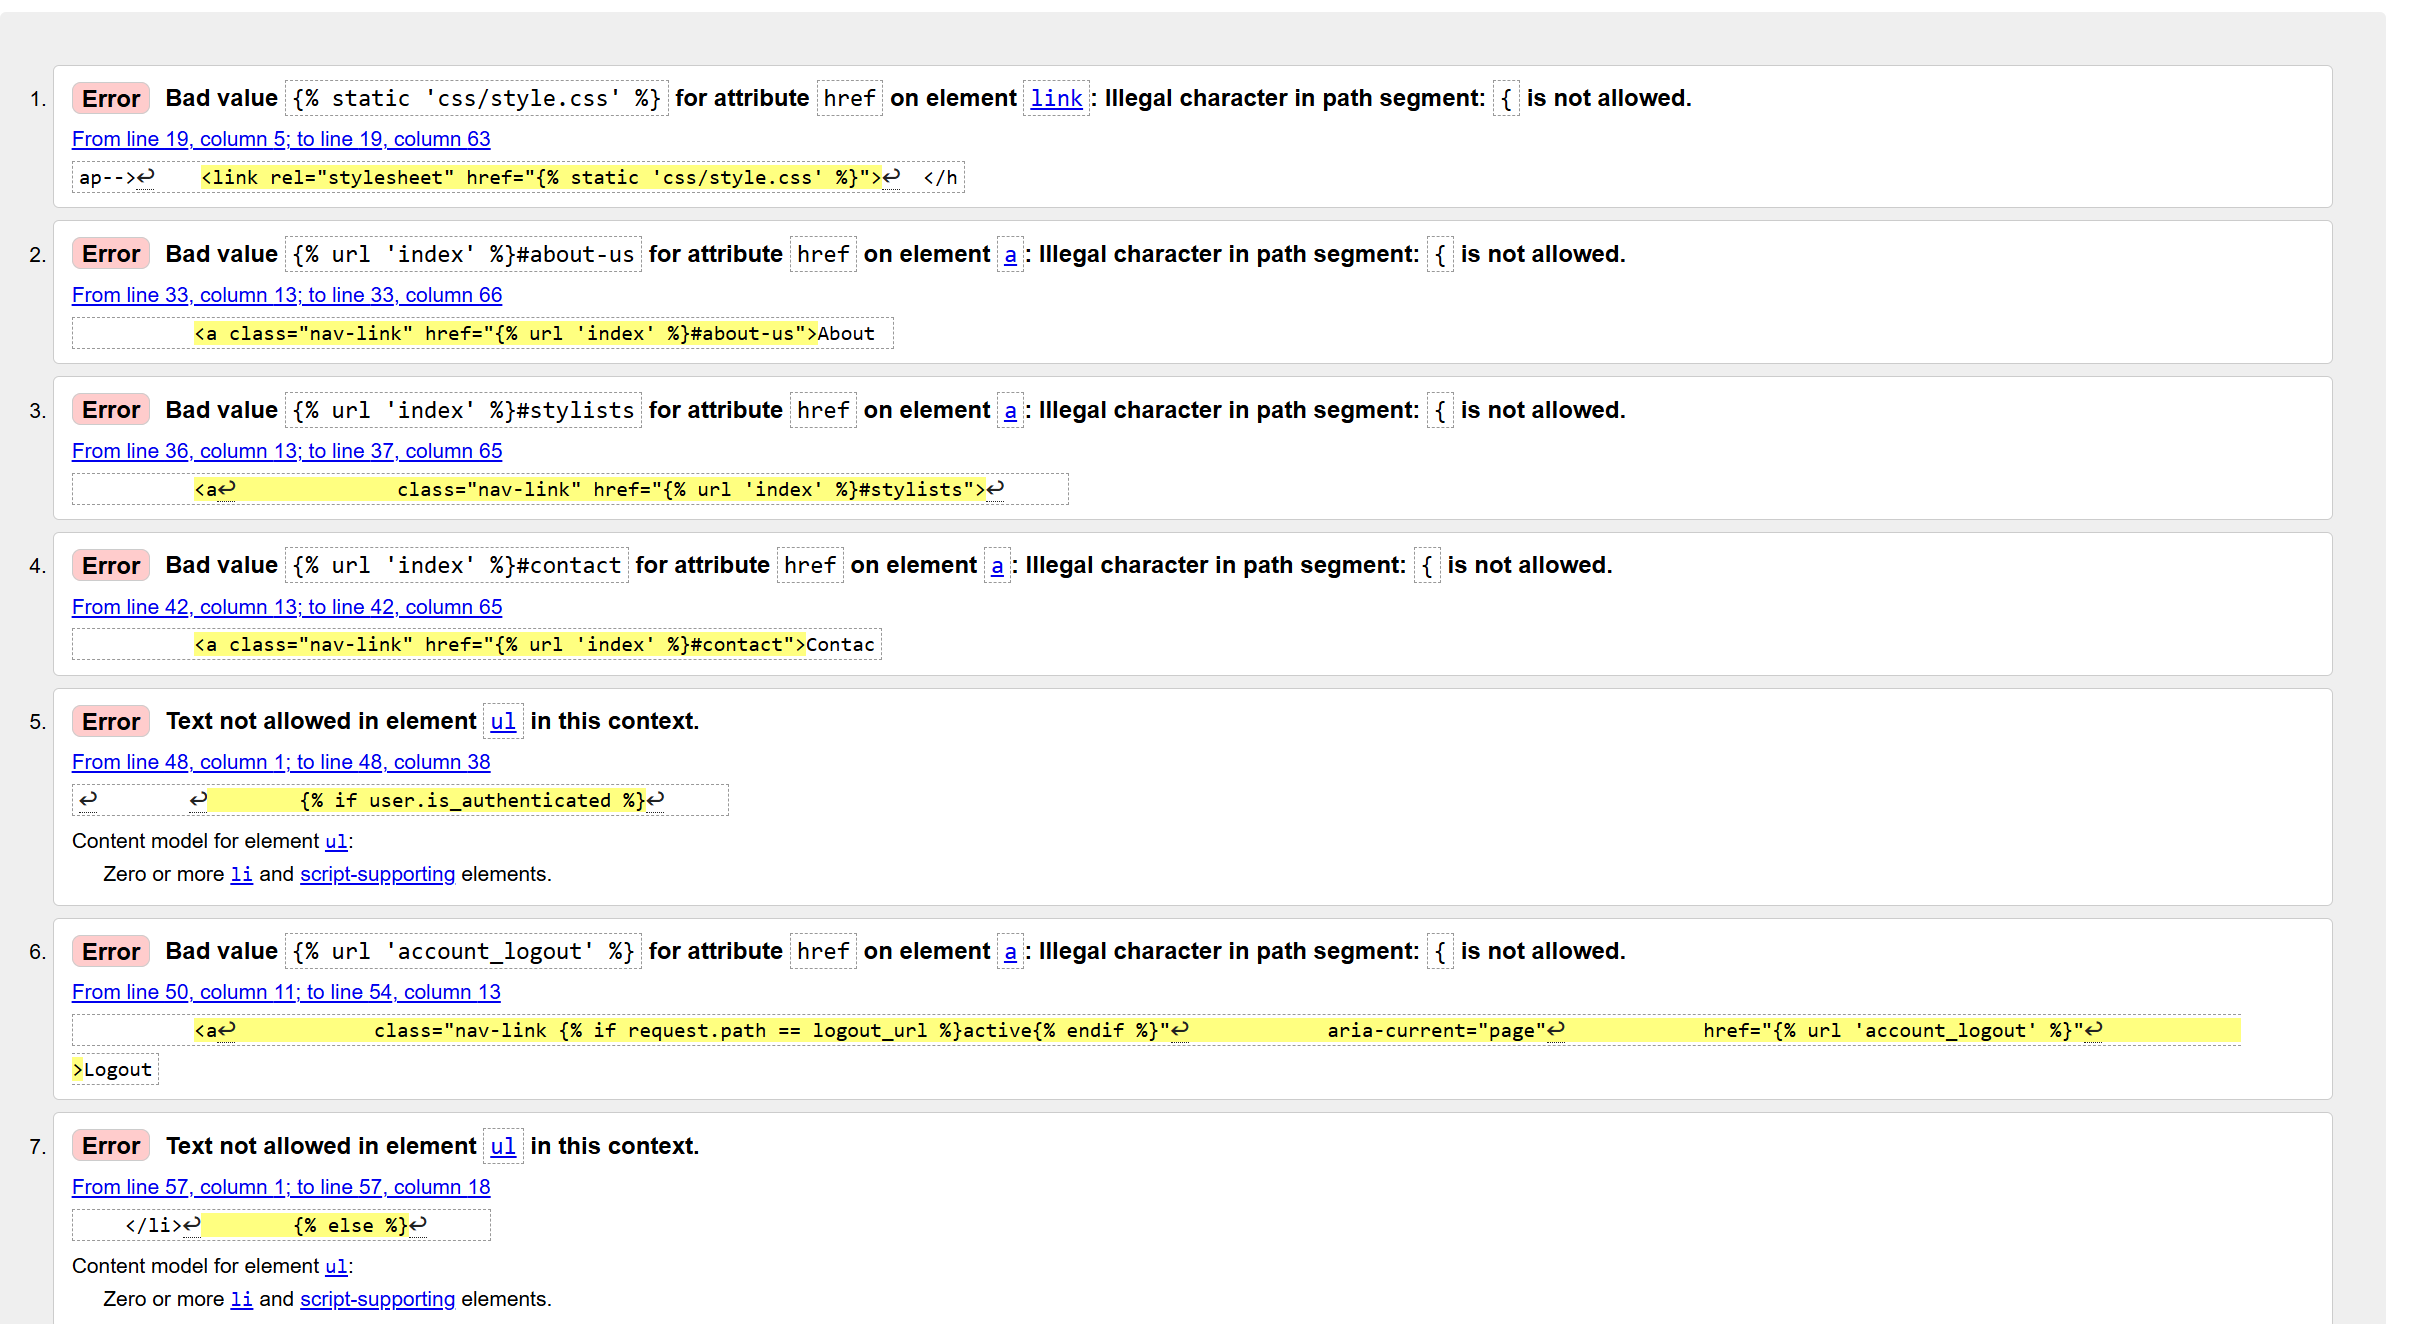 1. Error Bad value {% static 'css/style.css' %} for attribute href on element link: Illegal character in path segment: { is not allowed.
From line 19, column 5; to line 19, column 63
ap-->↩    <link rel="stylesheet" href="{% static 'css/style.css' %}">↩  </h
2. Error Bad value {% url 'index' %}#about-us for attribute href on element a: Illegal character in path segment: { is not allowed.
From line 33, column 13; to line 33, column 66
<a class="nav-link" href="{% url 'index' %}#about-us">About
3. Error Bad value {% url 'index' %}#stylists for attribute href on element a: Illegal character in path segment: { is not allowed.
From line 36, column 13; to line 37, column 65
<a↩              class="nav-link" href="{% url 'index' %}#stylists">↩
4. Error Bad value {% url 'index' %}#contact for attribute href on element a: Illegal character in path segment: { is not allowed.
From line 42, column 13; to line 42, column 65
<a class="nav-link" href="{% url 'index' %}#contact">Contac
5. Error Text not allowed in element ul in this context.
From line 48, column 1; to line 48, column 38
↩        ↩        {% if user.is_authenticated %}↩
Content model for element ul:
Zero or more li and script-supporting elements.
6. Error Bad value {% url 'account_logout' %} for attribute href on element a: Illegal character in path segment: { is not allowed.
From line 50, column 11; to line 54, column 13
<a↩            class="nav-link {% if request.path == logout_url %}active{% endif %}"↩            aria-current="page"↩            href="{% url 'account_logout' %}"↩
>Logout
7. Error Text not allowed in element ul in this context.
From line 57, column 1; to line 57, column 18
</li>↩        {% else %}↩
Content model for element ul:
Zero or more li and script-supporting elements.